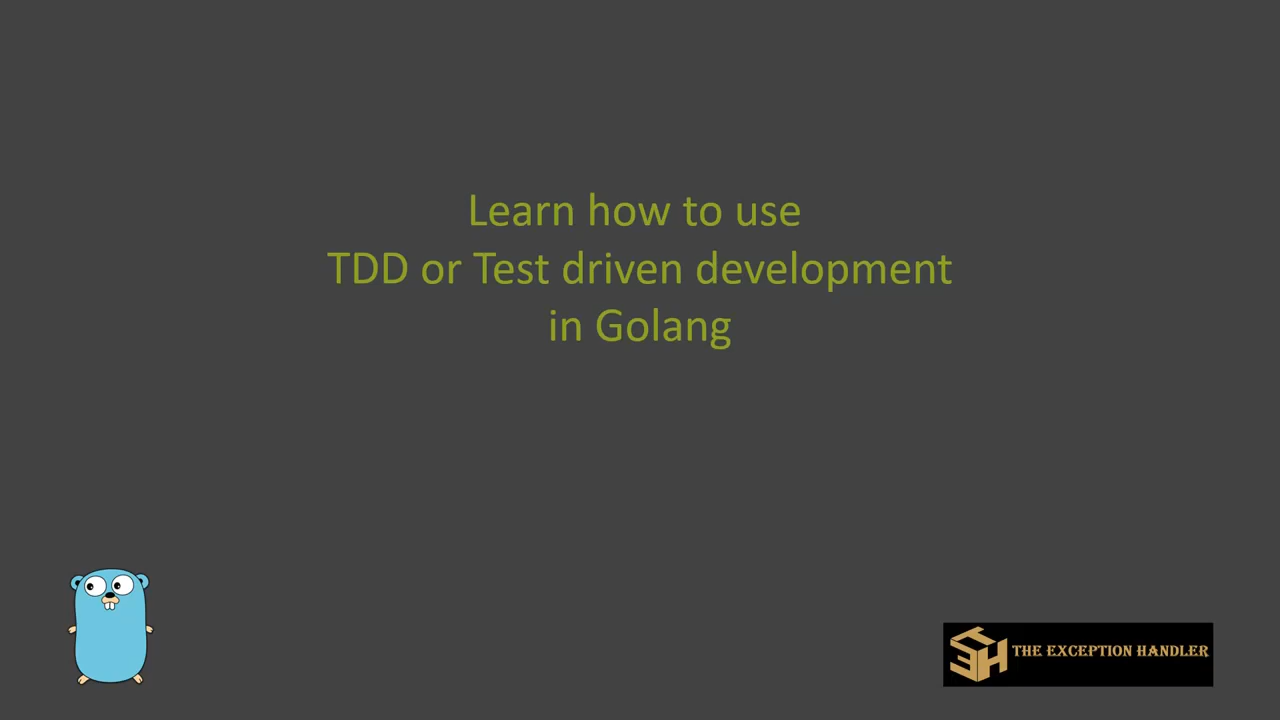 Learn how to use
TDD or Test driven development
in Golang
THE EXCEPTION HANDLER